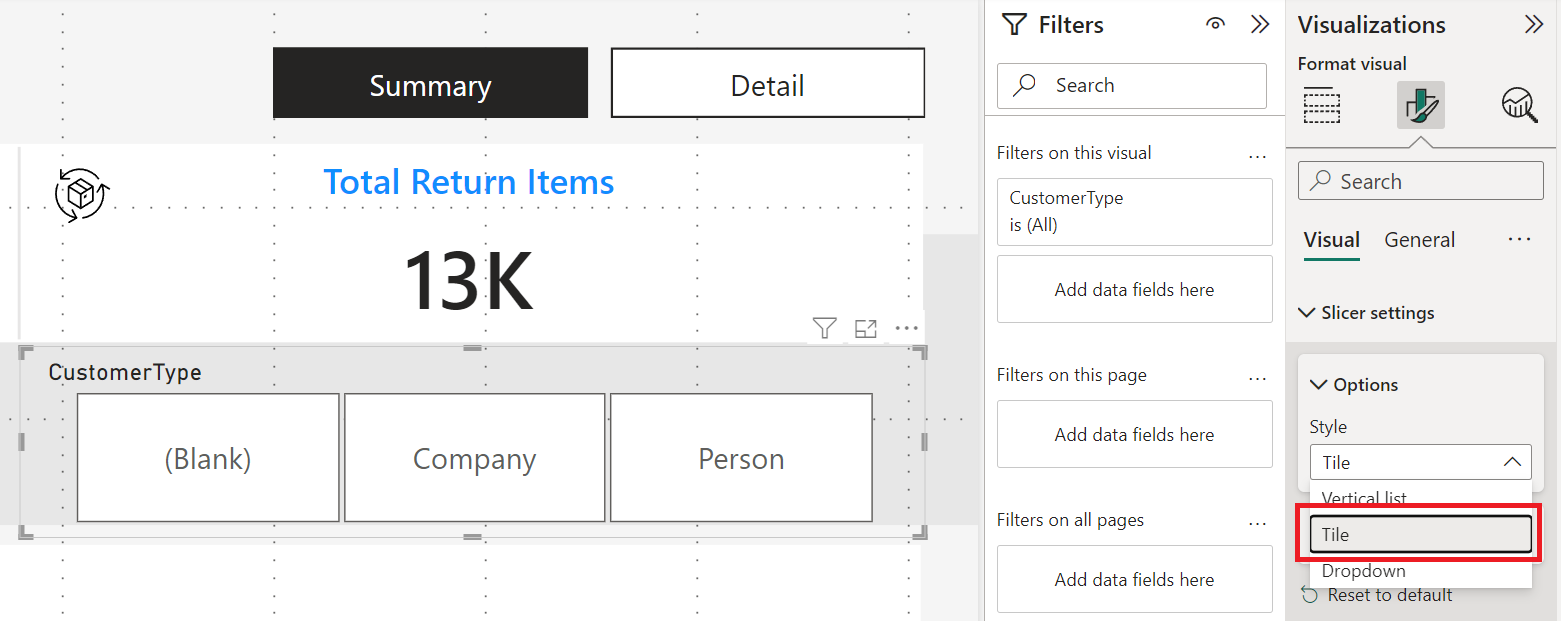 Summary
Detail
Total Return Items
13K
CustomerType
(Blank)
Company
Person
Filters
Search
Filters on this visual
...
CustomerType
is (All)
Add data fields here
Filters on this page
...
Add data fields here
Filters on all pages
...
Add data fields here
Visualizations
Format visual
Search
Visual
General
...
Slicer settings
Options
Style
Tile
Vertical list
Tile
Dropdown
Reset to default